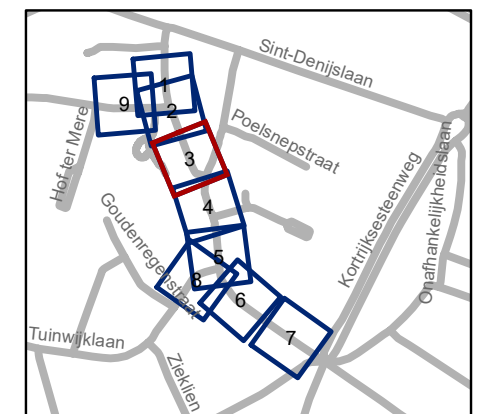 Sint-Denijslaan
1
9
2
Poelsnepstraat
Hof ter Mere
3
Kortrijksesteenweg
Onafhankelijkheidslaan
4
Goudenregenstraat
5
8
6
Tuinwijklaan
7
Zieklien